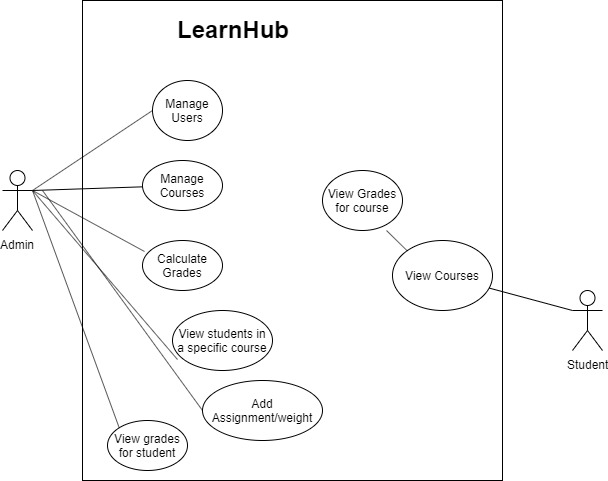 LearnHub
Manage
Users
Manage
Courses
Admin
Calculate
Grades
View students in
a specific course
Add
Assignment/weight
View grades
for student
View Grades
for course
View Courses
Student